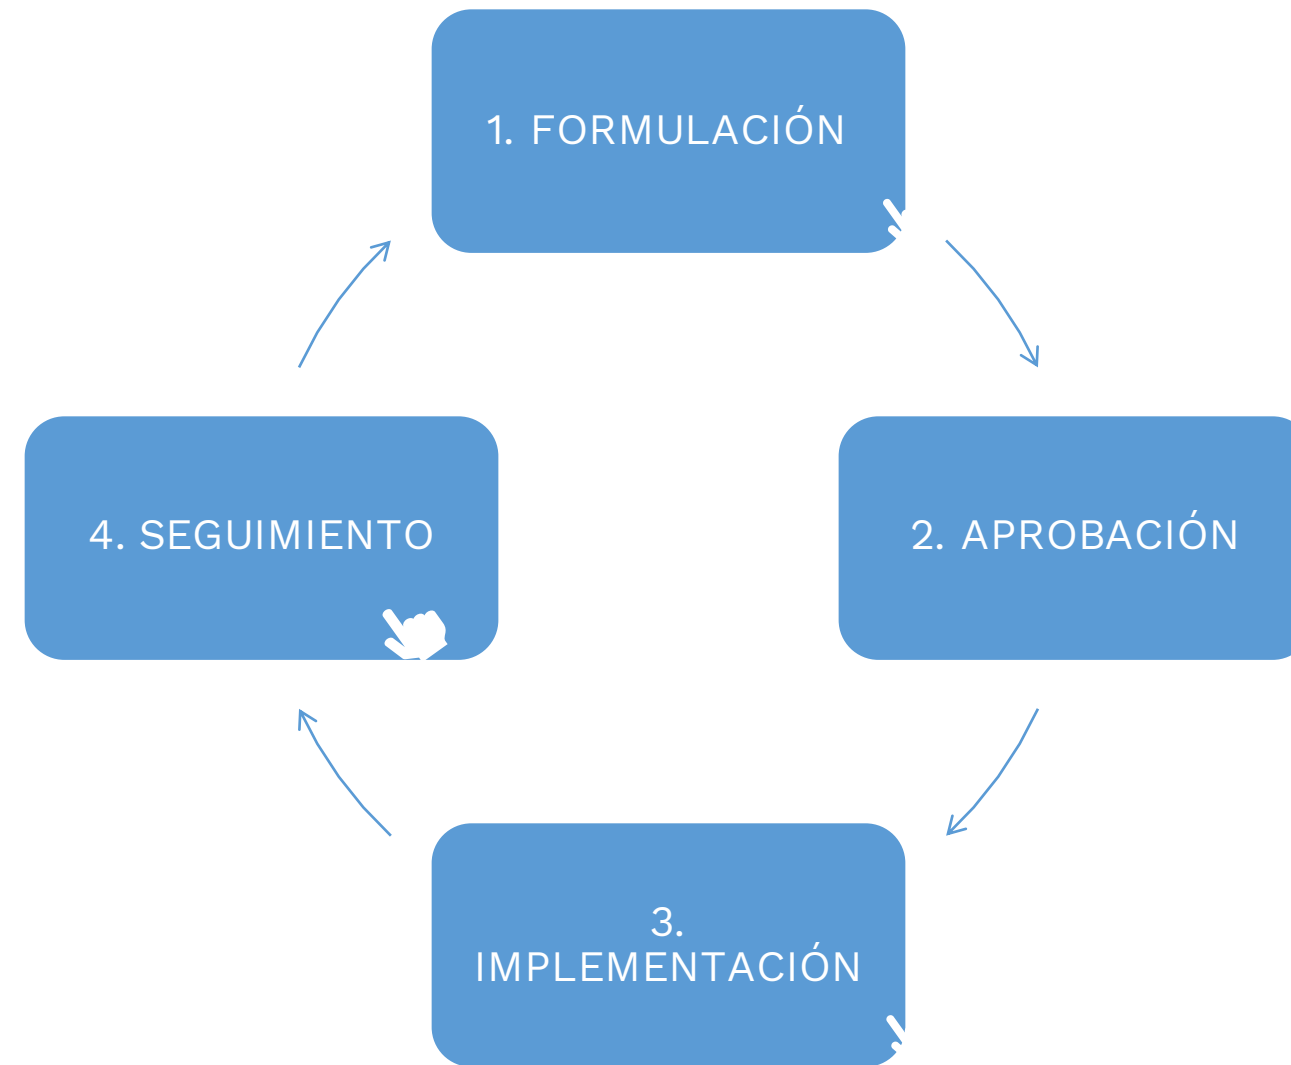 1. FORMULACIÓN
2. APROBACIÓN
3.
IMPLEMENTACIÓN
4. SEGUIMIENTO